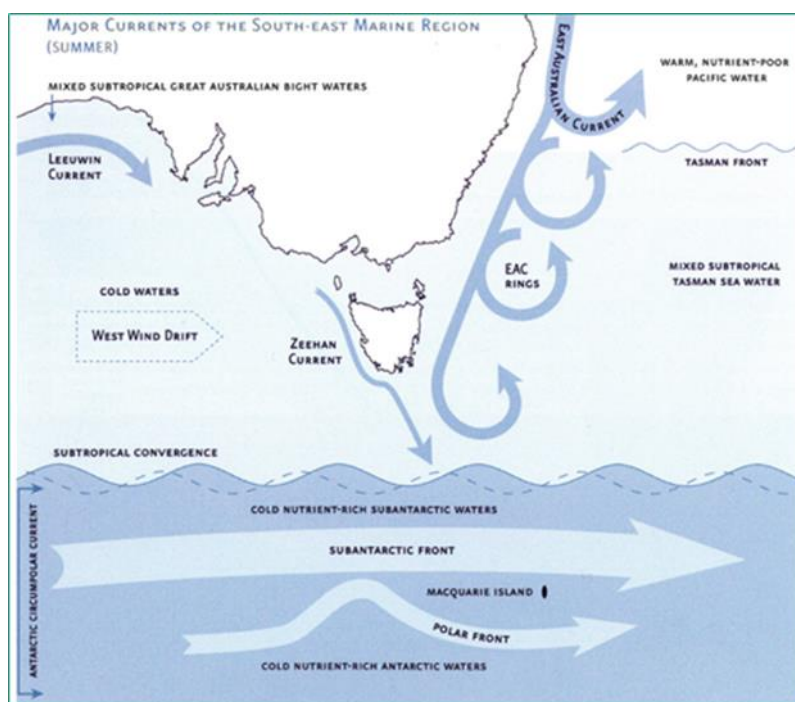 MAJOR CURRENTS OF THE SOUTH-EAST MARINE REGION
(SUMMER)
MIXED SUBTROPICAL GREAT AUSTRALIAN BIGHT WATERS
LEEUWIN
CURRENT
EAST AUSTRALIAN CURRENT
WARM, NUTRIENT-POOR
PACIFIC WATER
TASMAN FRONT
EAC
RINGS
MIXED SUBTROPICAL
TASMAN SEA WATER
COLD WATERS
WEST WIND DRIFT
ZEEHAN
CURRENT
SUBTROPICAL CONVERGENCE
ANTARCTIC CIRCUMPOLAR CURRENT
COLD NUTRIENT-RICH SUBANTARCTIC WATERS
SUBANTARCTIC FRONT
MACQUARIE ISLAND
POLAR FRONT
COLD NUTRIENT-RICH ANTARCTIC WATERS